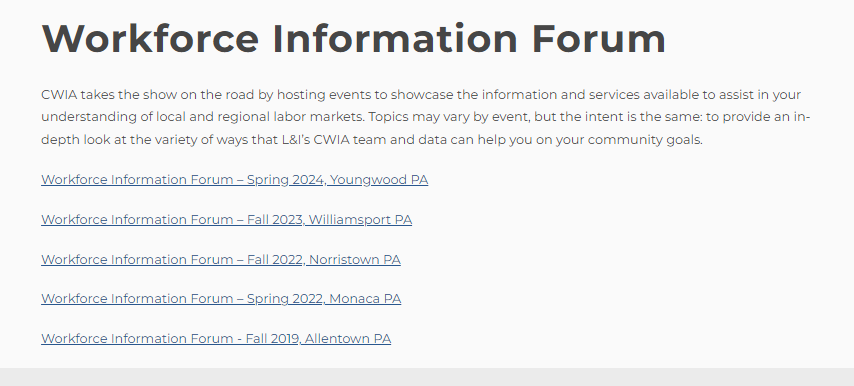 Workforce Information Forum
CWIA takes the show on the road by hosting events to showcase the information and services available to assist in your
understanding of local and regional labor markets. Topics may vary by event, but the intent is the same: to provide an in-
depth look at the variety of ways that L&I’s CWIA team and data can help you on your community goals.
Workforce Information Forum – Spring 2024, Youngwood PA
Workforce Information Forum – Fall 2023, Williamsport PA
Workforce Information Forum – Fall 2022, Norristown PA
Workforce Information Forum – Spring 2022, Monaca PA
Workforce Information Forum - Fall 2019, Allentown PA